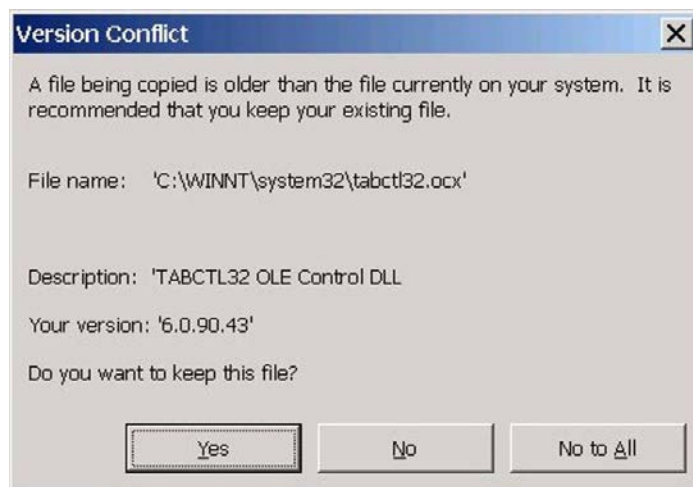 Version Conflict
A file being copied is older than the file currently on your system. It is
recommended that you keep your existing file.
File name: 'C:\WINNT\system32\tabctl32.ocx'
Description: 'TABCTL32 OLE Control DLL
Your version: '6.0.90.43'
Do you want to keep this file?
Yes No No to All